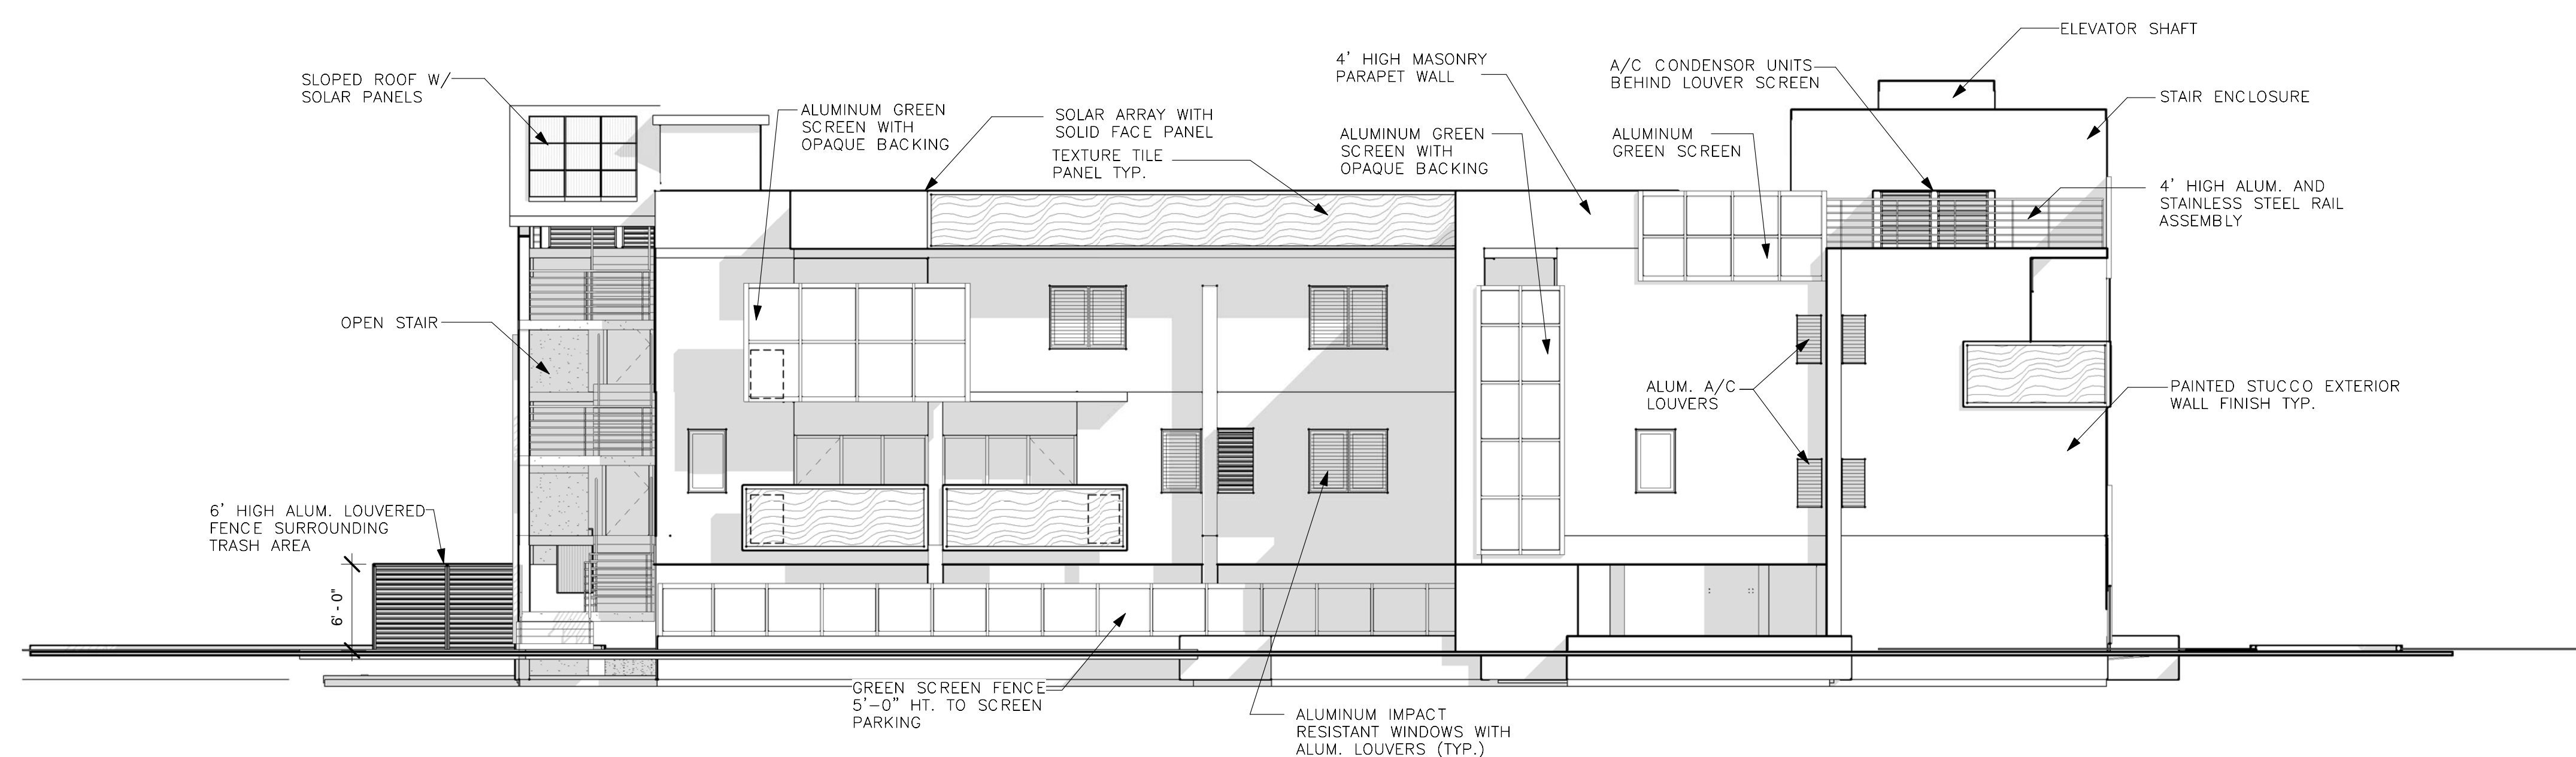 ELEVATOR SHAFT
4' HIGH MASONRY
PARAPET WALL
A/C CONDENSOR UNITS
BEHIND LOUVER SCREEN
SLOPED ROOF W/
SOLAR PANELS
STAIR ENCLOSURE
ALUMINUM GREEN
SCREEN WITH
OPAQUE BACKING
SOLAR ARRAY WITH
SOLID FACE PANEL
TEXTURE TILE
PANEL TYP.
ALUMINUM GREEN
SCREEN WITH
OPAQUE BACKING
ALUMINUM
GREEN SCREEN
4' HIGH ALUM. AND
STAINLESS STEEL RAIL
ASSEMBLY
OPEN STAIR
ALUM. A/C
LOUVERS
PAINTED STUCCO EXTERIOR
WALL FINISH TYP.
6' HIGH ALUM. LOUVERED
FENCE SURROUNDING
TRASH AREA
6' - 0"
GREEN SCREEN FENCE
5'-0" HT. TO SCREEN
PARKING
ALUMINUM IMPACT
RESISTANT WINDOWS WITH
ALUM. LOUVERS (TYP.)